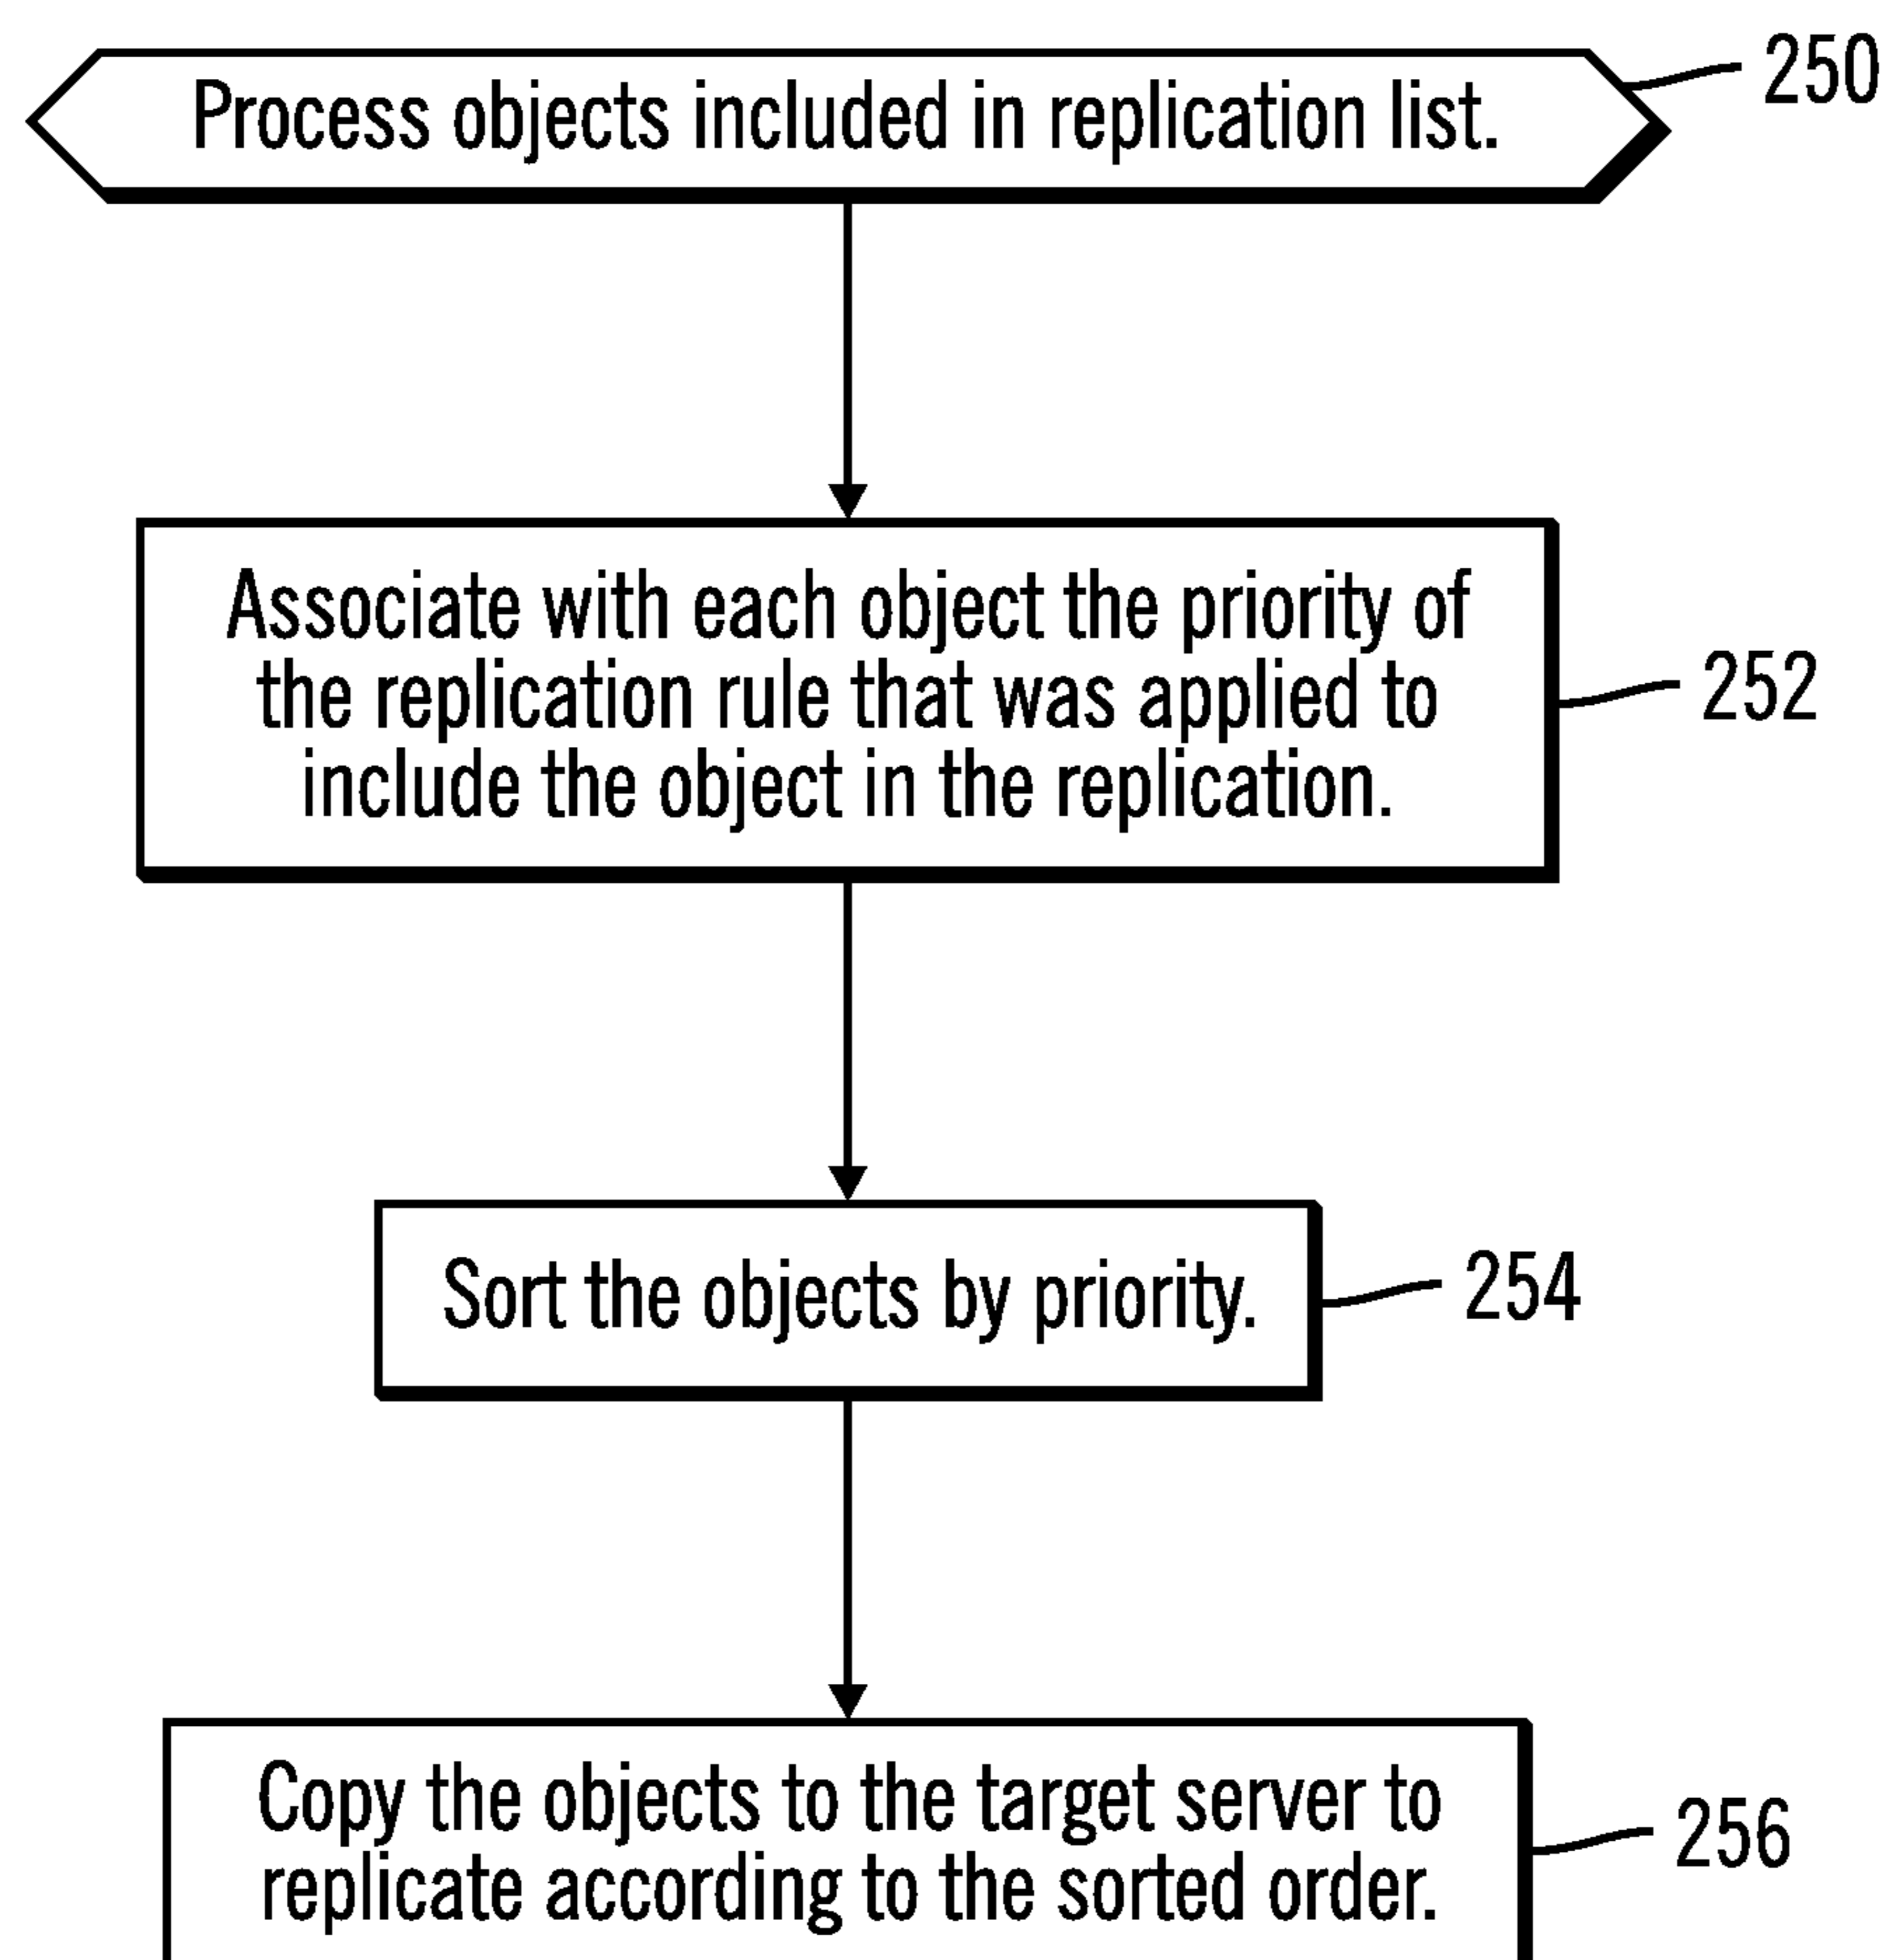 Process objects included in replication list.
250
Associate with each object the priority of
the replication rule that was applied to
include the object in the replication.
252
Sort the objects by priority.
254
Copy the objects to the target server to
replicate according to the sorted order.
256